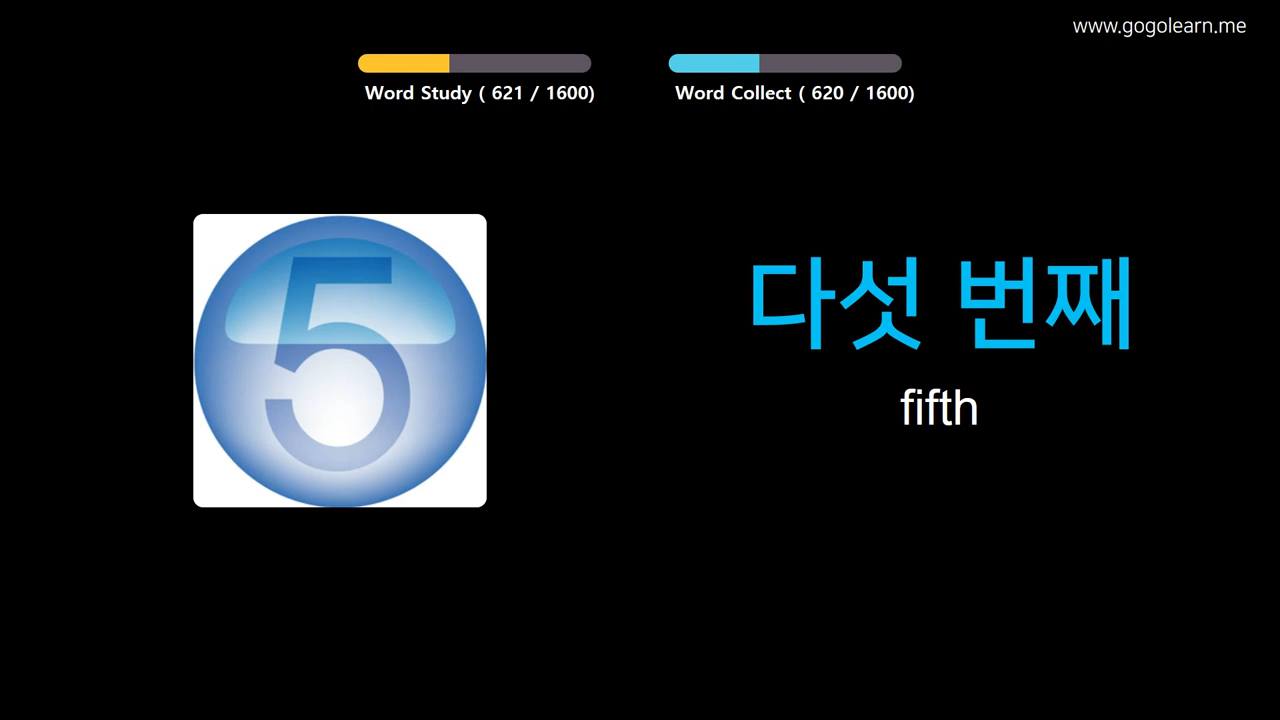 www.gogolearn.me
Word Study ( 621 / 1600)
Word Collect ( 620 / 1600)
5
다섯 번째
fifth